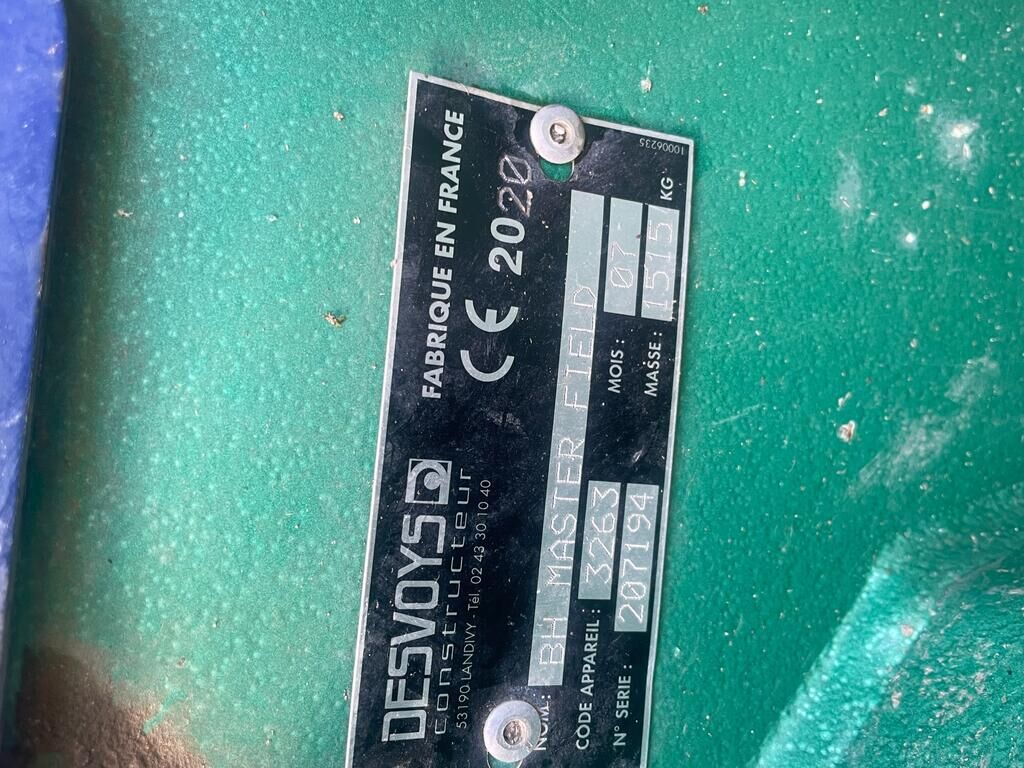 DESVOYS
constructeur
53190 LANDIVY - Tél. 02 43 30 10 40
FABRIQUE EN FRANCE
CE 2020
NOM: BH MASTER FIELDY
CODE APPAREIL : 3263
MOIS : 07
N° SERIE : 207194
MASSE : 1515 KG
10006235